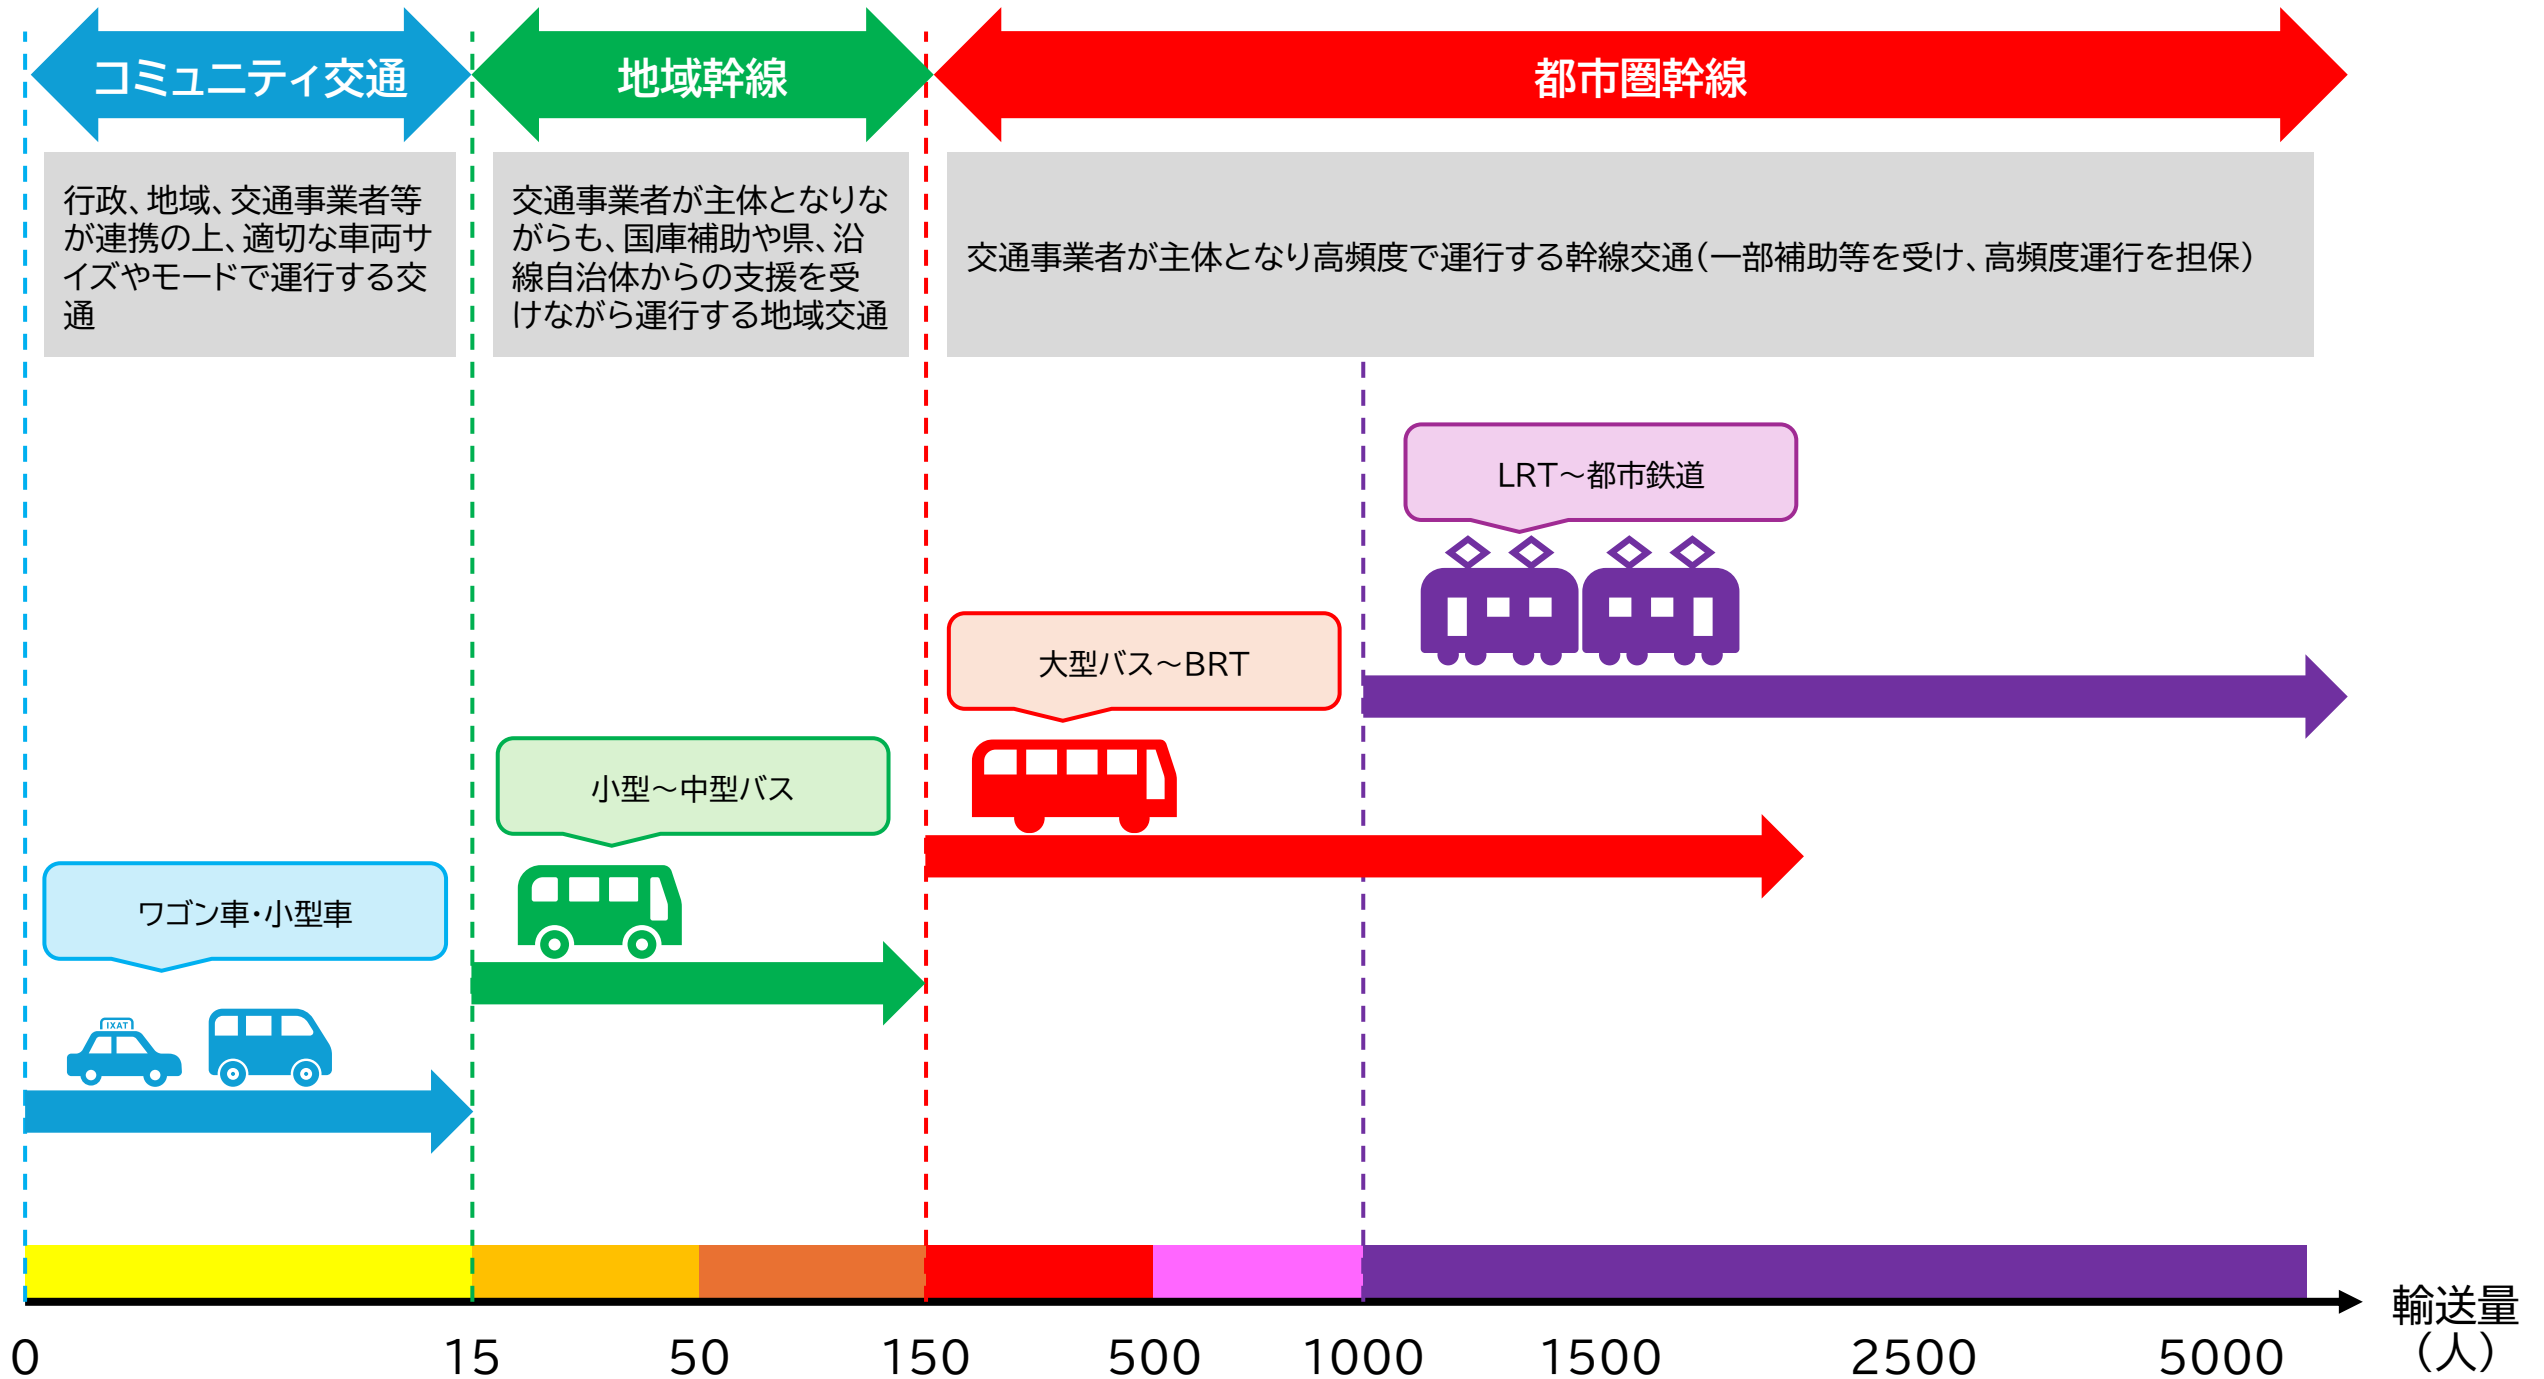 コミュニティ交通
地域幹線
都市圏幹線
行政、地域、交通事業者等
が連携の上、適切な車両サ
イズやモードで運行する交
通
交通事業者が主体となりな
がらも、国庫補助や県、沿
線自治体からの支援を受
けながら運行する地域交通
交通事業者が主体となり高頻度で運行する幹線交通(一部補助等を受け、高頻度運行を担保)
LRT～都市鉄道
大型バス～BRT
小型～中型バス
ワゴン車・小型車
IXAT
0
15
50
150
500
1000
1500
2500
5000
輸送量
(人)